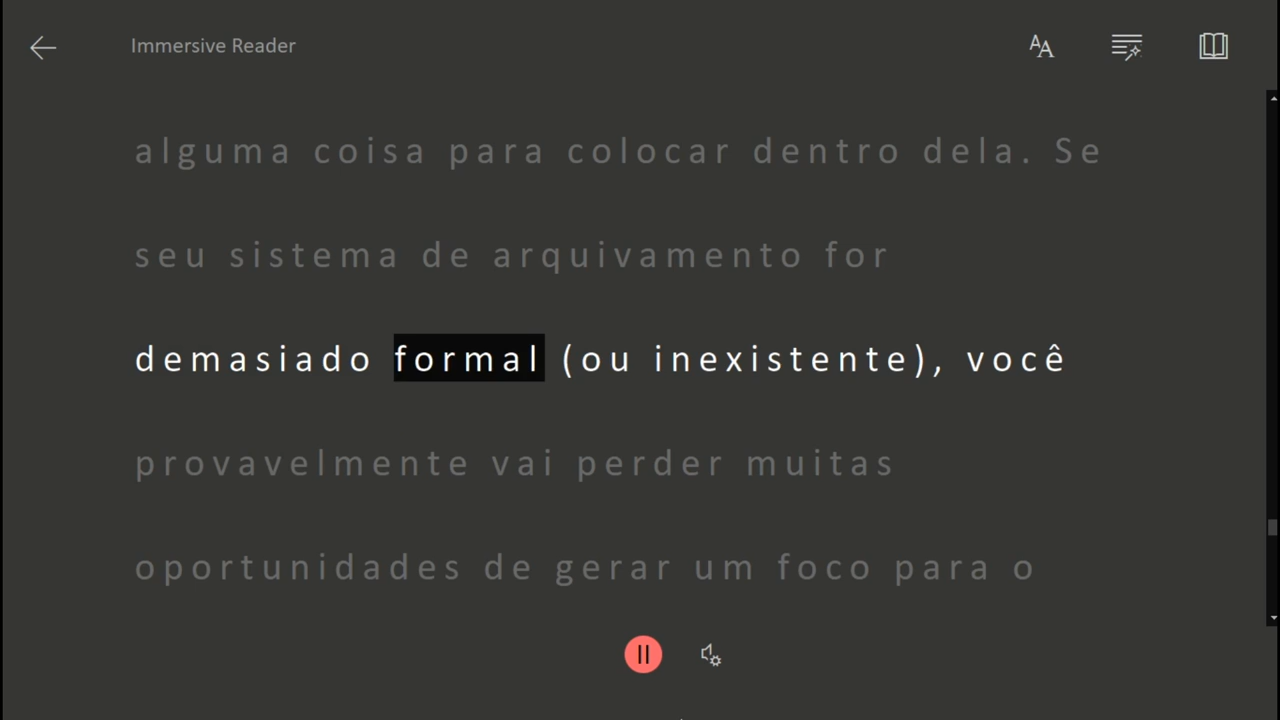 Immersive Reader
alguma coisa para colocar dentro dela. Se
seu sistema de arquivamento for
demasiado formal (ou inexistente), você
provavelmente vai perder muitas
oportunidades de gerar um foco para o